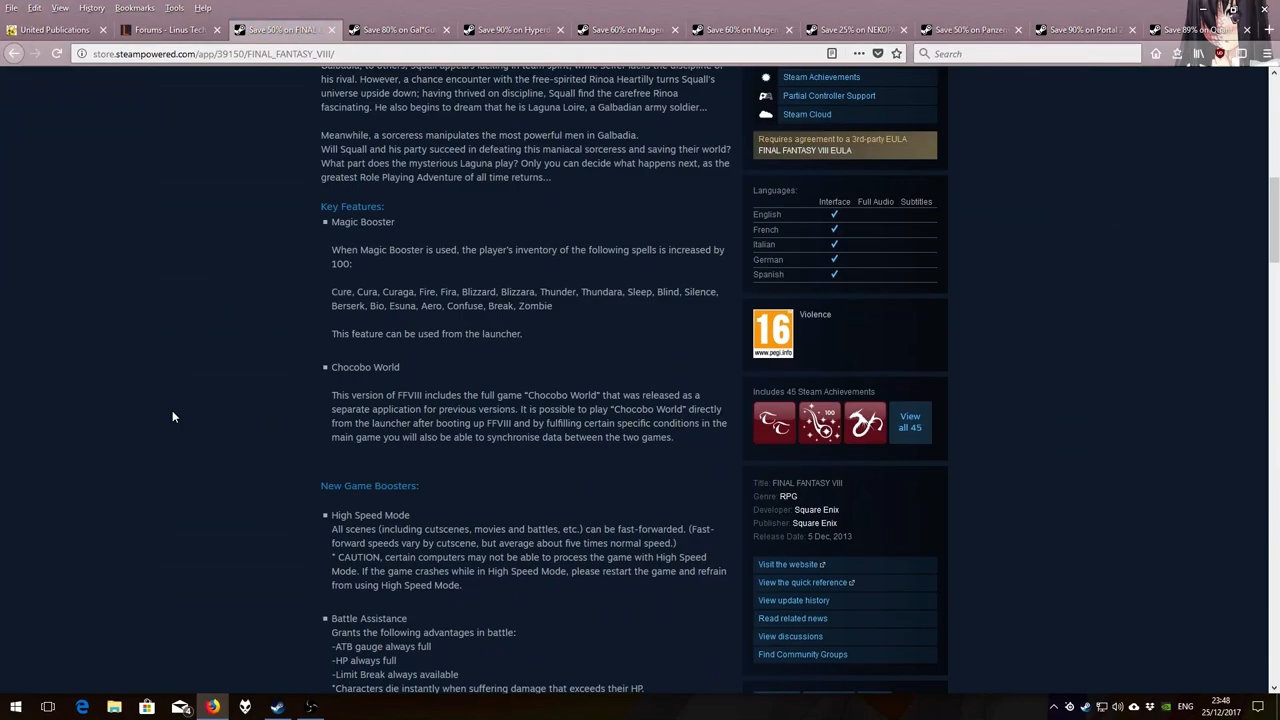 File Edit View History Bookmarks Tools Help
United Publications
Forums - Linus Tech
Save 50% on FINAL
Save 80% on Gal*Gu
Save 90% on Hyperd
Save 60% on Mugen
Save 60% on Mugen
Save 25% on NEKOP
Save 50% on Panzer
Save 90% on Portal
Save 89% on Qu
store.steampowered.com/app/39150/FINAL_FANTASY_VIII/
Search
Galbadia, to others, Squall appears lacking in team spirit, while Seifer lacks the discipline of
his rival. However, a chance encounter with the free-spirited Rinoa Heartilly turns Squall's
universe upside down; having thrived on discipline, Squall find the carefree Rinoa
fascinating. He also begins to dream that he is Laguna Loire, a Galbadian army soldier...
Meanwhile, a sorceress manipulates the most powerful men in Galbadia.
Will Squall and his party succeed in defeating this maniacal sorceress and saving their world?
What part does the mysterious Laguna play? Only you can decide what happens next, as the
greatest Role Playing Adventure of all time returns...
Key Features:
Magic Booster
When Magic Booster is used, the player's inventory of the following spells is increased by
100:
Cure, Cura, Curaga, Fire, Fira, Blizzard, Blizzara, Thunder, Thundara, Sleep, Blind, Silence,
Berserk, Bio, Esuna, Aero, Confuse, Break, Zombie
This feature can be used from the launcher.
Chocobo World
This version of FFVIII includes the full game "Chocobo World" that was released as a
separate application for previous versions. It is possible to play "Chocobo World" directly
from the launcher after booting up FFVIII and by fulfilling certain specific conditions in the
main game you will also be able to synchronise data between the two games.
New Game Boosters:
High Speed Mode
All scenes (including cutscenes, movies and battles, etc.) can be fast-forwarded. (Fast-
forward speeds vary by cutscene, but average about five times normal speed.)
* CAUTION, certain computers may not be able to process the game with High Speed
Mode. If the game crashes while in High Speed Mode, please restart the game and refrain
from using High Speed Mode.
Battle Assistance
Grants the following advantages in battle:
-ATB gauge always full
-HP always full
-Limit Break always available
*Characters die instantly when suffering damage that exceeds their HP.
Steam Achievements
Partial Controller Support
Steam Cloud
Requires agreement to a 3rd-party EULA
FINAL FANTASY VIII EULA
Languages:
Interface Full Audio Subtitles
English
French
Italian
German
Spanish
16
www.pegi.info
Violence
Includes 45 Steam Achievements
100
View
all 45
Title: FINAL FANTASY VIII
Genre: RPG
Developer: Square Enix
Publisher: Square Enix
Release Date: 5 Dec, 2013
Visit the website
View the quick reference
View update history
Read related news
View discussions
Find Community Groups
ENG
23:48
25/12/2017